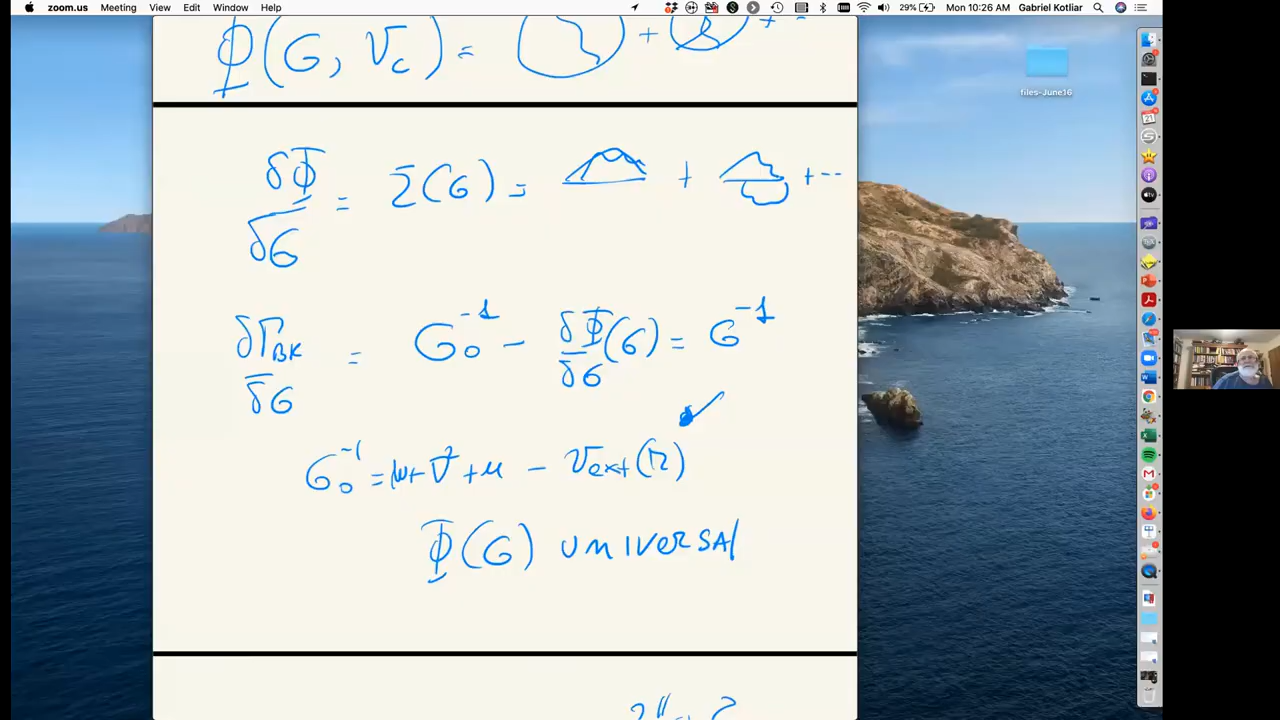 zoom.us Meeting View Edit Window Help 29% Mon 10:26 AM Gabriel Kotliar
Φ(G, V_c) = + + -
files-June16
δΦ/δG = Σ(G) = + + --
δΓ_BK/δG = G_0^{-1} - δΦ/δG (G) = G^{-1}
G_0^{-1} = iω + ∇² + μ - V_ext(r)
Φ(G) UNIVERSAL